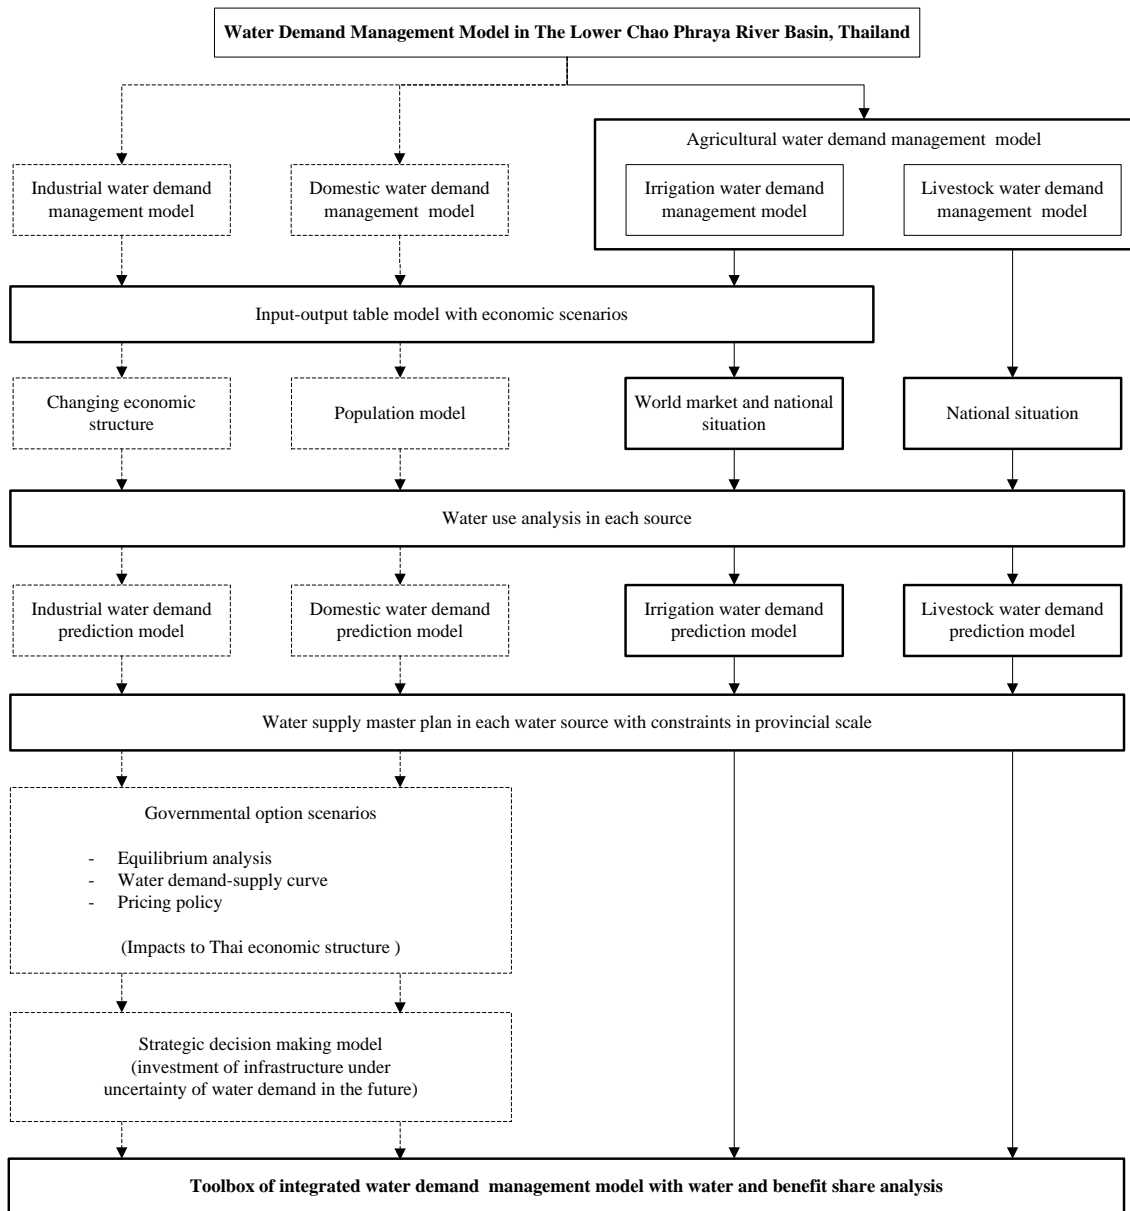 Water Demand Management Model in The Lower Chao Phraya River Basin, Thailand
Agricultural water demand management model
Industrial water demand
management model
Domestic water demand
management model
Irrigation water demand
management model
Livestock water demand
management model
Input-output table model with economic scenarios
Changing economic
structure
Population model
World market and national
situation
National situation
Water use analysis in each source
Industrial water demand
prediction model
Domestic water demand
prediction model
Irrigation water demand
prediction model
Livestock water demand
prediction model
Water supply master plan in each water source with constraints in provincial scale
Governmental option scenarios
- Equilibrium analysis
- Water demand-supply curve
- Pricing policy
(Impacts to Thai economic structure )
Strategic decision making model
(investment of infrastructure under
uncertainty of water demand in the future)
Toolbox of integrated water demand management model with water and benefit share analysis